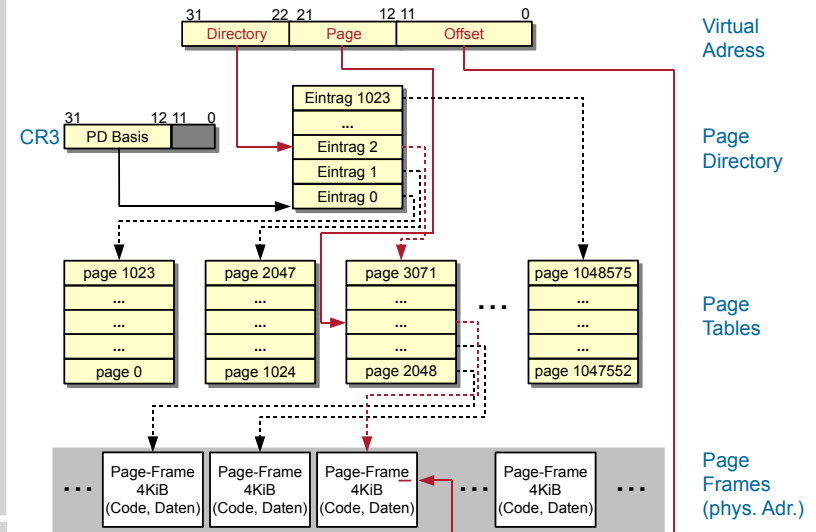 31 22 21 12 11 0
Directory Page Offset
Virtual
Adress
CR3
31 12 11 0
PD Basis
Eintrag 1023
...
Eintrag 2
Eintrag 1
Eintrag 0
Page
Directory
page 1023
...
...
...
page 0
page 2047
...
...
...
page 1024
page 3071
...
...
...
page 2048
...
page 1048575
...
...
...
page 1047552
Page
Tables
...
Page-Frame
4KiB
(Code, Daten)
Page-Frame
4KiB
(Code, Daten)
Page-Frame
4KiB
(Code, Daten)
...
Page-Frame
4KiB
(Code, Daten)
...
Page
Frames
(phys. Adr.)